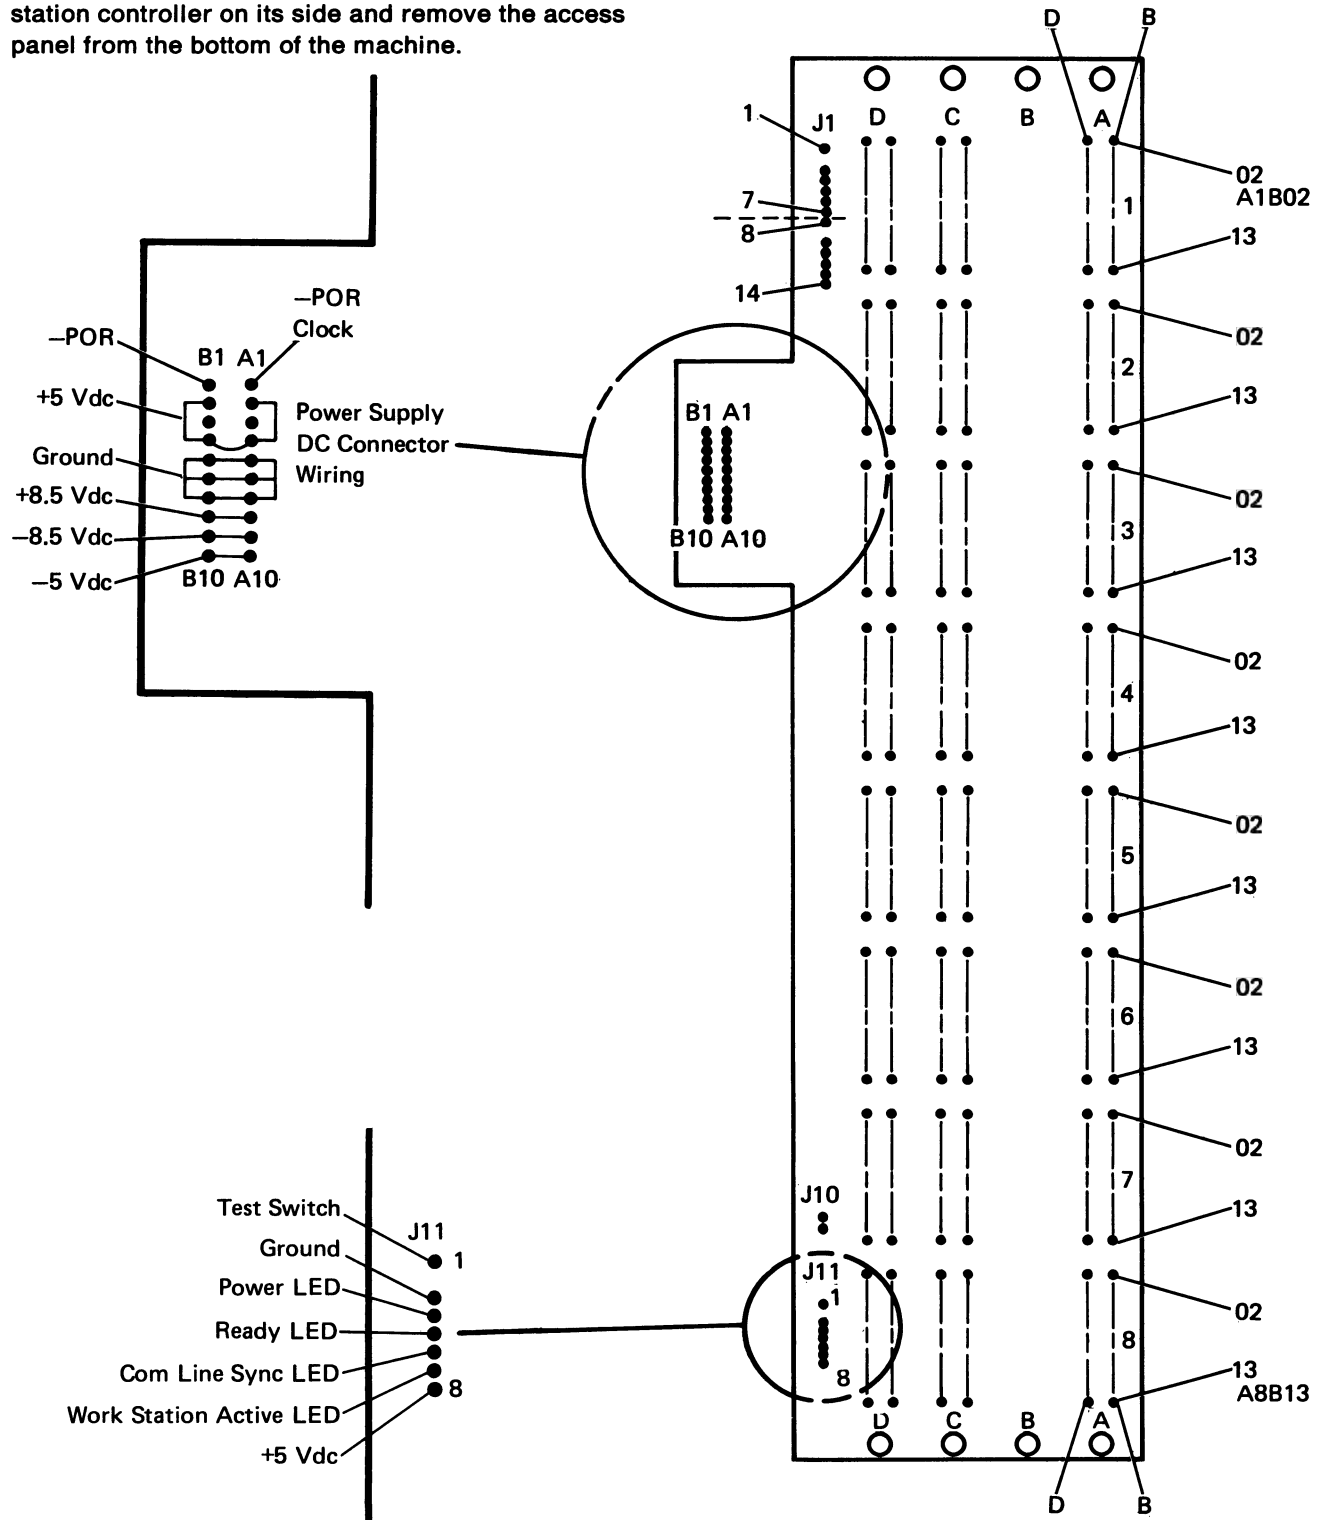 station controller on its side and remove the access
panel from the bottom of the machine.
D B
D C B A
J1
1
7
8
14
02
A1B02
1
13
02
2
13
02
3
13
02
4
13
02
5
13
02
6
13
02
7
13
02
8
13
A8B13
–POR
–POR
Clock
B1 A1
+5 Vdc
Ground
+8.5 Vdc
–8.5 Vdc
–5 Vdc
B10 A10
Power Supply
DC Connector
Wiring
B1 A1
B10 A10
Test Switch
Ground
Power LED
Ready LED
Com Line Sync LED
Work Station Active LED
+5 Vdc
J11
1
8
J10
J11
1
8
D C B A
D B